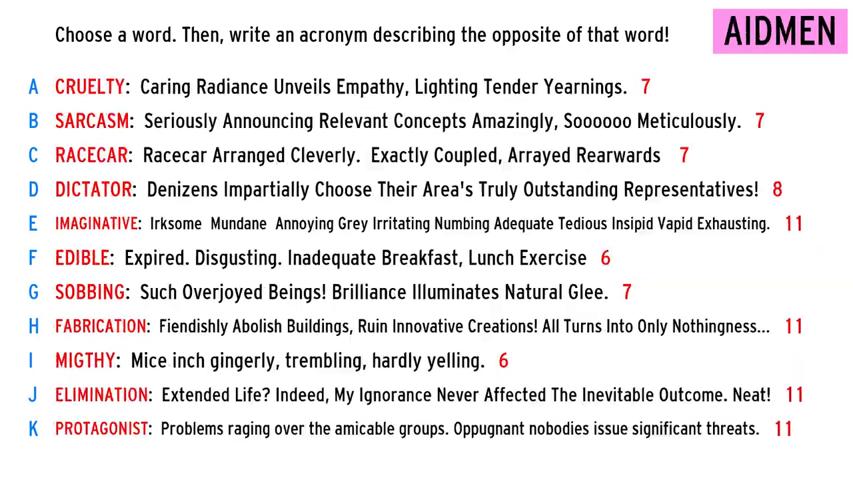 Choose a word. Then, write an acronym describing the opposite of that word!
AIDMEN
A CRUELTY: Caring Radiance Unveils Empathy, Lighting Tender Yearnings. 7
B SARCASM: Seriously Announcing Relevant Concepts Amazingly, Soooooo Meticulously. 7
C RACECAR: Racecar Arranged Cleverly. Exactly Coupled, Arrayed Rearwards 7
D DICTATOR: Denizens Impartially Choose Their Area's Truly Outstanding Representatives! 8
E IMAGINATIVE: Irksome Mundane Annoying Grey Irritating Numbing Adequate Tedious Insipid Vapid Exhausting. 11
F EDIBLE: Expired. Disgusting. Inadequate Breakfast, Lunch Exercise 6
G SOBBING: Such Overjoyed Beings! Brilliance Illuminates Natural Glee. 7
H FABRICATION: Fiendishly Abolish Buildings, Ruin Innovative Creations! All Turns Into Only Nothingness... 11
I MIGTHY: Mice inch gingerly, trembling, hardly yelling. 6
J ELIMINATION: Extended Life? Indeed, My Ignorance Never Affected The Inevitable Outcome. Neat! 11
K PROTAGONIST: Problems raging over the amicable groups. Oppugnant nobodies issue significant threats. 11